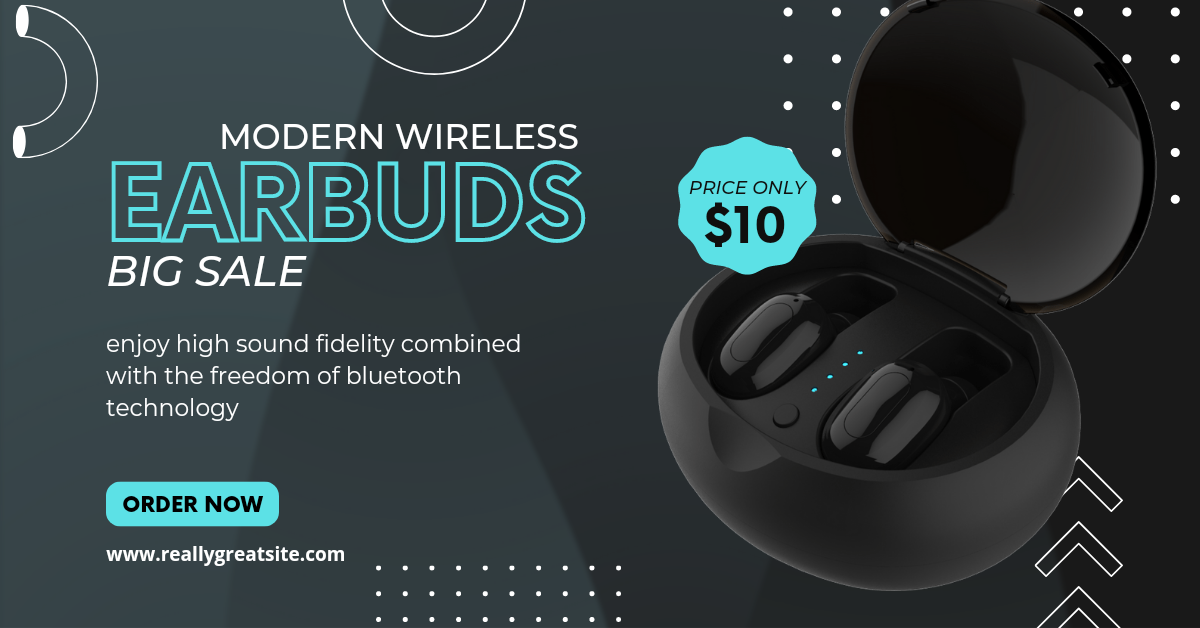 MODERN WIRELESS
EARBUDS
BIG SALE
enjoy high sound fidelity combined
with the freedom of bluetooth
technology
ORDER NOW
www.reallygreatsite.com
PRICE ONLY
$10